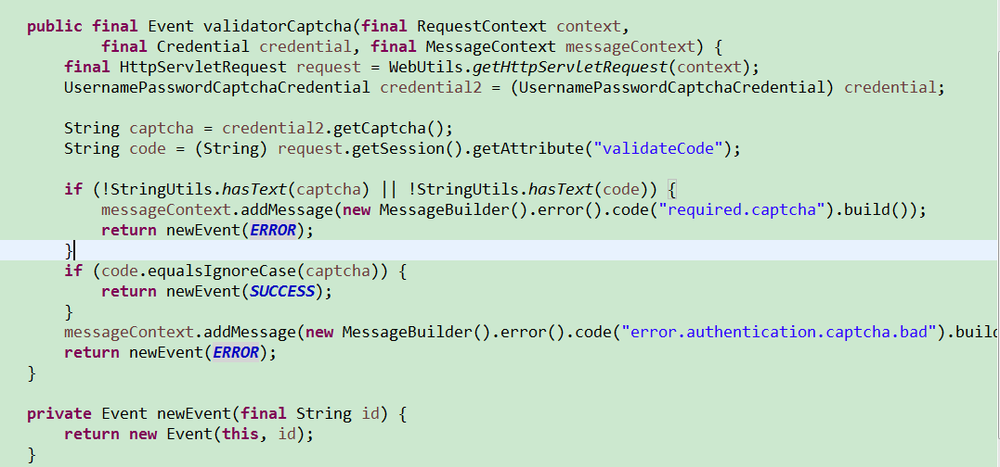 public final Event validatorCaptcha(final RequestContext context,
final Credential credential, final MessageContext messageContext) {
final HttpServletRequest request = WebUtils.getHttpServletRequest(context);
UsernamePasswordCaptchaCredential credential2 = (UsernamePasswordCaptchaCredential) credential;
String captcha = credential2.getCaptcha();
String code = (String) request.getSession().getAttribute("validateCode");
if (!StringUtils.hasText(captcha) || !StringUtils.hasText(code)) {
messageContext.addMessage(new MessageBuilder().error().code("required.captcha").build());
return newEvent(ERROR);
}
if (code.equalsIgnoreCase(captcha)) {
return newEvent(SUCCESS);
}
messageContext.addMessage(new MessageBuilder().error().code("error.authentication.captcha.bad").build
return newEvent(ERROR);
}
private Event newEvent(final String id) {
return new Event(this, id);
}